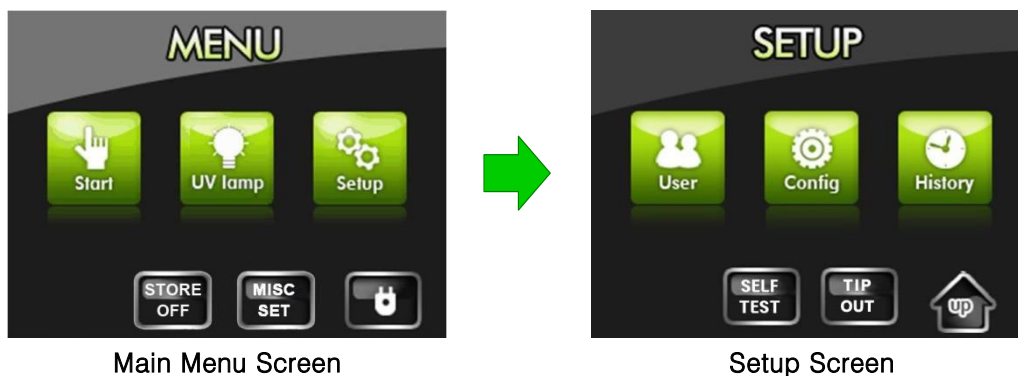 MENU
Start
UV lamp
Setup
STORE
OFF
MISC
SET
Main Menu Screen
SETUP
User
Config
History
SELF
TEST
TIP
OUT
up
Setup Screen